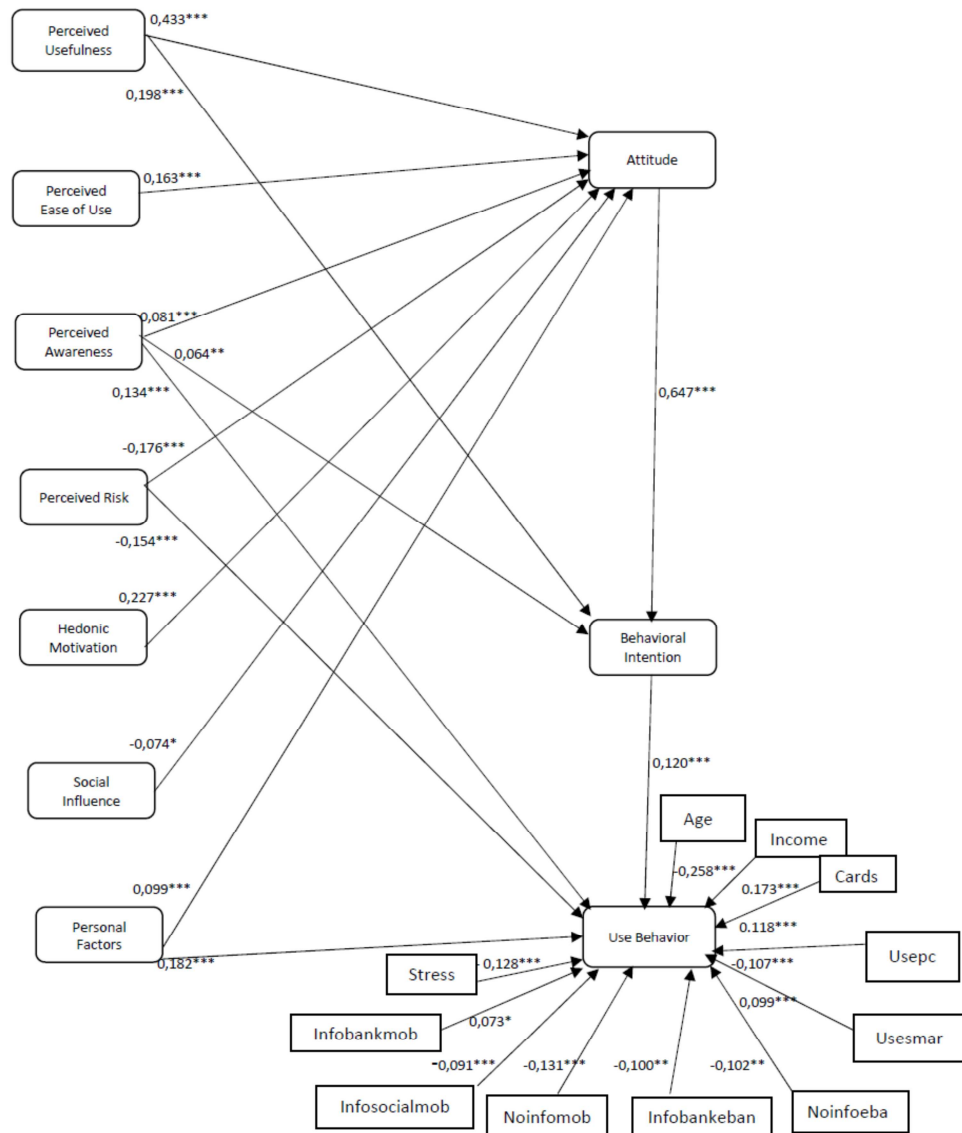 0,433***
Perceived
Usefulness
0,198***
Attitude
0,163***
Perceived
Ease of Use
0,081***
Perceived
Awareness
0,064**
0,134***
0,647***
-0,176***
Perceived Risk
-0,154***
0,227***
Hedonic
Motivation
Behavioral
Intention
-0,074*
Social
Influence
0,120***
Age
Income
-0,258***
Cards
0,099***
0.173***
Personal
Factors
0.118***
Use Behavior
0,182***
Stress
- 0,128***
-0,107***
Usepc
0,099***
Infobankmob
0,073*
Usesmar
-0,091***
-0,131***
-0,100**
-0,102**
Infosocialmob
Noinfomob
Infobankeban
Noinfoeba